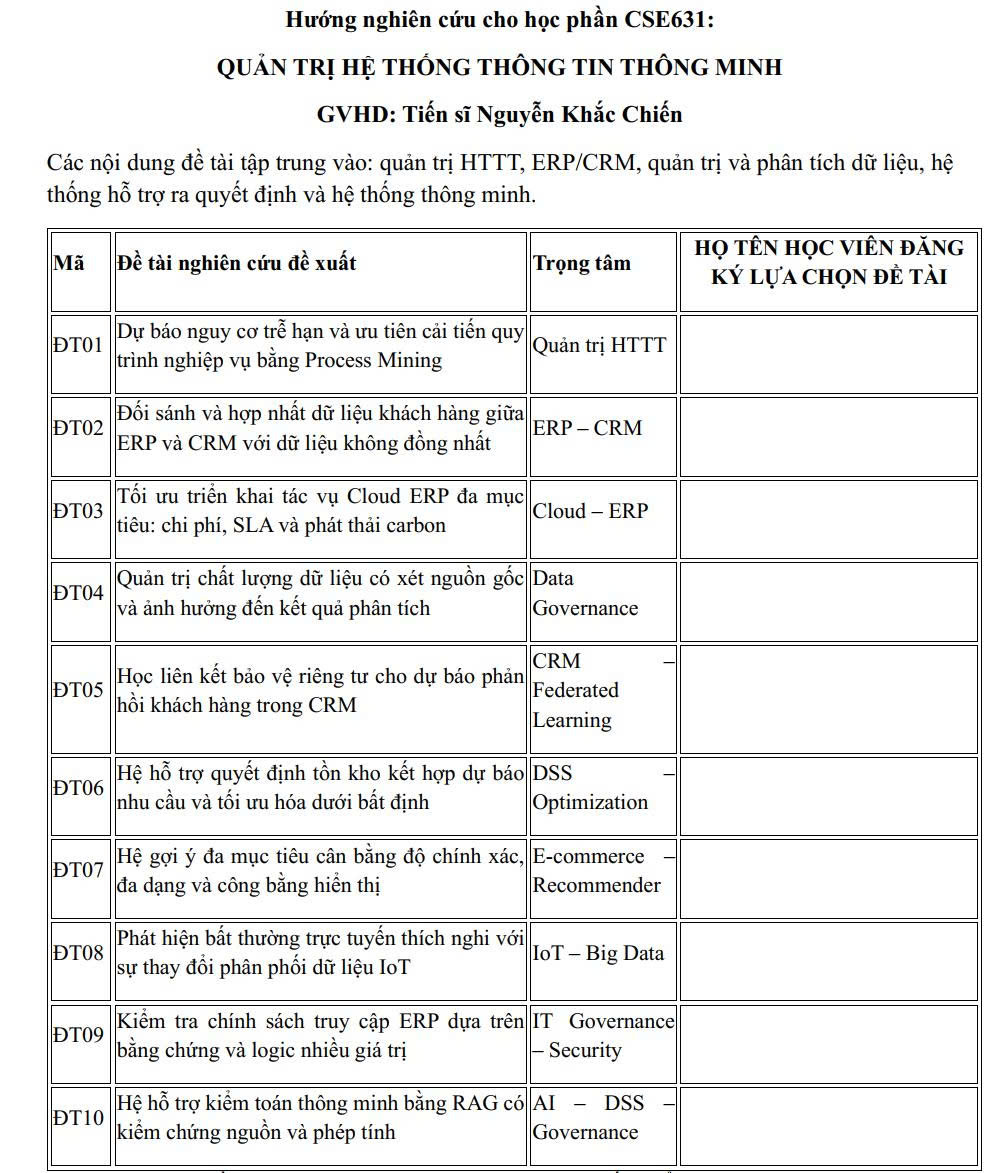 Hướng nghiên cứu cho học phần CSE631:
QUẢN TRỊ HỆ THỐNG THÔNG TIN THÔNG MINH
GVHD: Tiến sĩ Nguyễn Khắc Chiến
Các nội dung đề tài tập trung vào: quản trị HTTT, ERP/CRM, quản trị và phân tích dữ liệu, hệ
thống hỗ trợ ra quyết định và hệ thống thông minh.
Mã
Đề tài nghiên cứu đề xuất
Trọng tâm
HỌ TÊN HỌC VIÊN ĐĂNG
KÝ LỰA CHỌN ĐỀ TÀI
ĐT01
Dự báo nguy cơ trễ hạn và ưu tiên cải tiến quy
trình nghiệp vụ bằng Process Mining
Quản trị HTTT
ĐT02
Đối sánh và hợp nhất dữ liệu khách hàng giữa
ERP và CRM với dữ liệu không đồng nhất
ERP – CRM
ĐT03
Tối ưu triển khai tác vụ Cloud ERP đa mục
tiêu: chi phí, SLA và phát thải carbon
Cloud – ERP
ĐT04
Quản trị chất lượng dữ liệu có xét nguồn gốc
và ảnh hưởng đến kết quả phân tích
Data
Governance
ĐT05
Học liên kết bảo vệ riêng tư cho dự báo phản
hồi khách hàng trong CRM
CRM –
Federated
Learning
ĐT06
Hệ hỗ trợ quyết định tồn kho kết hợp dự báo
nhu cầu và tối ưu hóa dưới bất định
DSS –
Optimization
ĐT07
Hệ gợi ý đa mục tiêu cân bằng độ chính xác,
đa dạng và công bằng hiển thị
E-commerce –
Recommender
ĐT08
Phát hiện bất thường trực tuyến thích nghi với
sự thay đổi phân phối dữ liệu IoT
IoT – Big Data
ĐT09
Kiểm tra chính sách truy cập ERP dựa trên
bằng chứng và logic nhiều giá trị
IT Governance
– Security
ĐT10
Hệ hỗ trợ kiểm toán thông minh bằng RAG có
kiểm chứng nguồn và phép tính
AI – DSS –
Governance